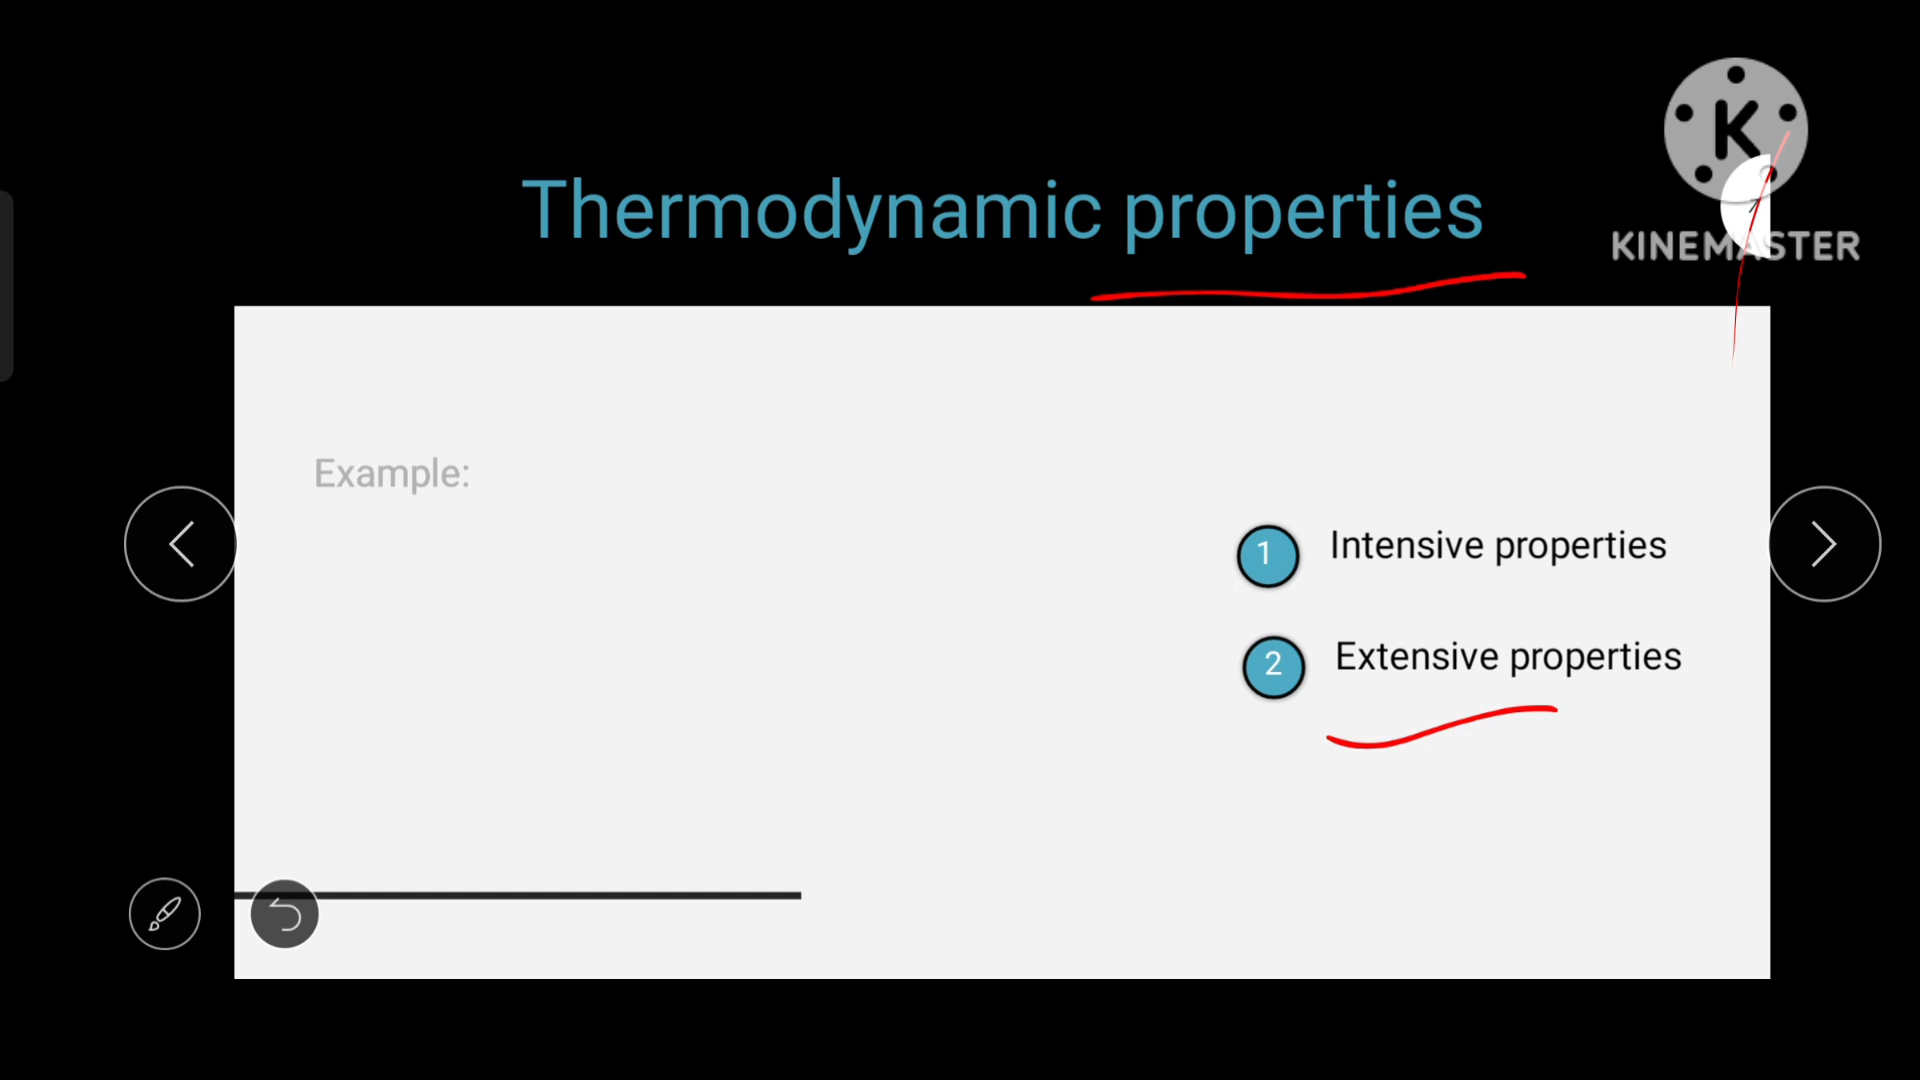 K
KINEMASTER
Thermodynamic properties
Example:
1 Intensive properties
2 Extensive properties